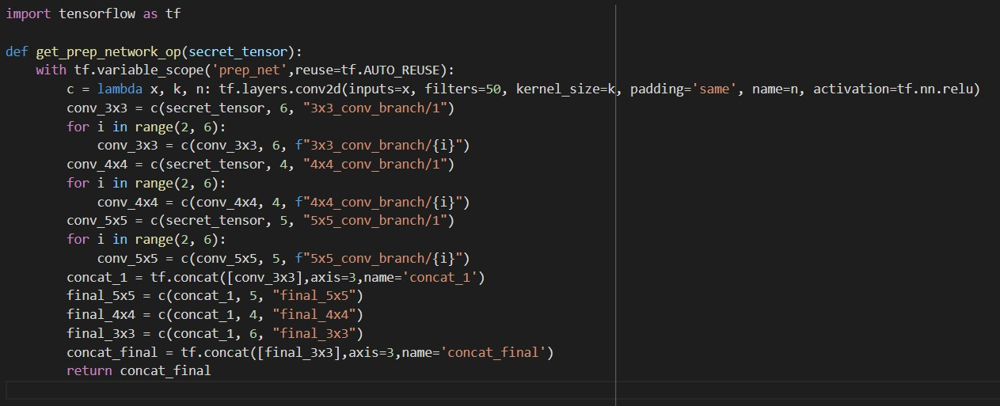 import tensorflow as tf
def get_prep_network_op(secret_tensor):
    with tf.variable_scope('prep_net',reuse=tf.AUTO_REUSE):
        c = lambda x, k, n: tf.layers.conv2d(inputs=x, filters=50, kernel_size=k, padding='same', name=n, activation=tf.nn.relu)
        conv_3x3 = c(secret_tensor, 6, "3x3_conv_branch/1")
        for i in range(2, 6):
            conv_3x3 = c(conv_3x3, 6, f"3x3_conv_branch/{i}")
        conv_4x4 = c(secret_tensor, 4, "4x4_conv_branch/1")
        for i in range(2, 6):
            conv_4x4 = c(conv_4x4, 4, f"4x4_conv_branch/{i}")
        conv_5x5 = c(secret_tensor, 5, "5x5_conv_branch/1")
        for i in range(2, 6):
            conv_5x5 = c(conv_5x5, 5, f"5x5_conv_branch/{i}")
        concat_1 = tf.concat([conv_3x3],axis=3,name='concat_1')
        final_5x5 = c(concat_1, 5, "final_5x5")
        final_4x4 = c(concat_1, 4, "final_4x4")
        final_3x3 = c(concat_1, 6, "final_3x3")
        concat_final = tf.concat([final_3x3],axis=3,name='concat_final')
        return concat_final